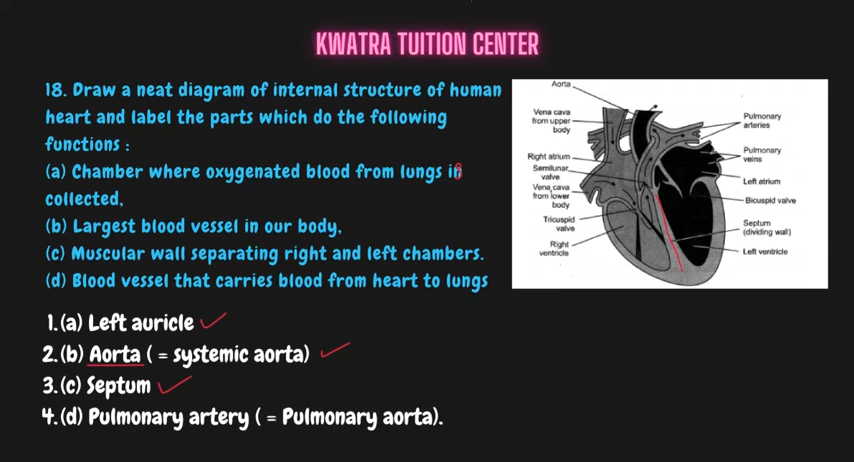 KWATRA TUITION CENTER
18. Draw a neat diagram of internal structure of human
heart and label the parts which do the following
functions :
(a) Chamber where oxygenated blood from lungs
collected,
(b) Largest blood vessel in our body,
(c) Muscular wall separating right and left chambers.
(d) Blood vessel that carries blood from heart to lungs
1.(a) Left auricle
2.(b) Aorta ( = systemic aorta)
3.(c) Septum
4.(d) Pulmonary artery ( = Pulmonary aorta).
Aorta
Vena cava
from upper
body
Right atrium
Semilunar
valve
Vena cava
from lower
body
Tricuspid
valve
Right
ventricle
Pulmonary
arteries
Pulmonary
veins
Left atrium
Bicuspid valve
Septum
(dividing wall)
Left ventricle